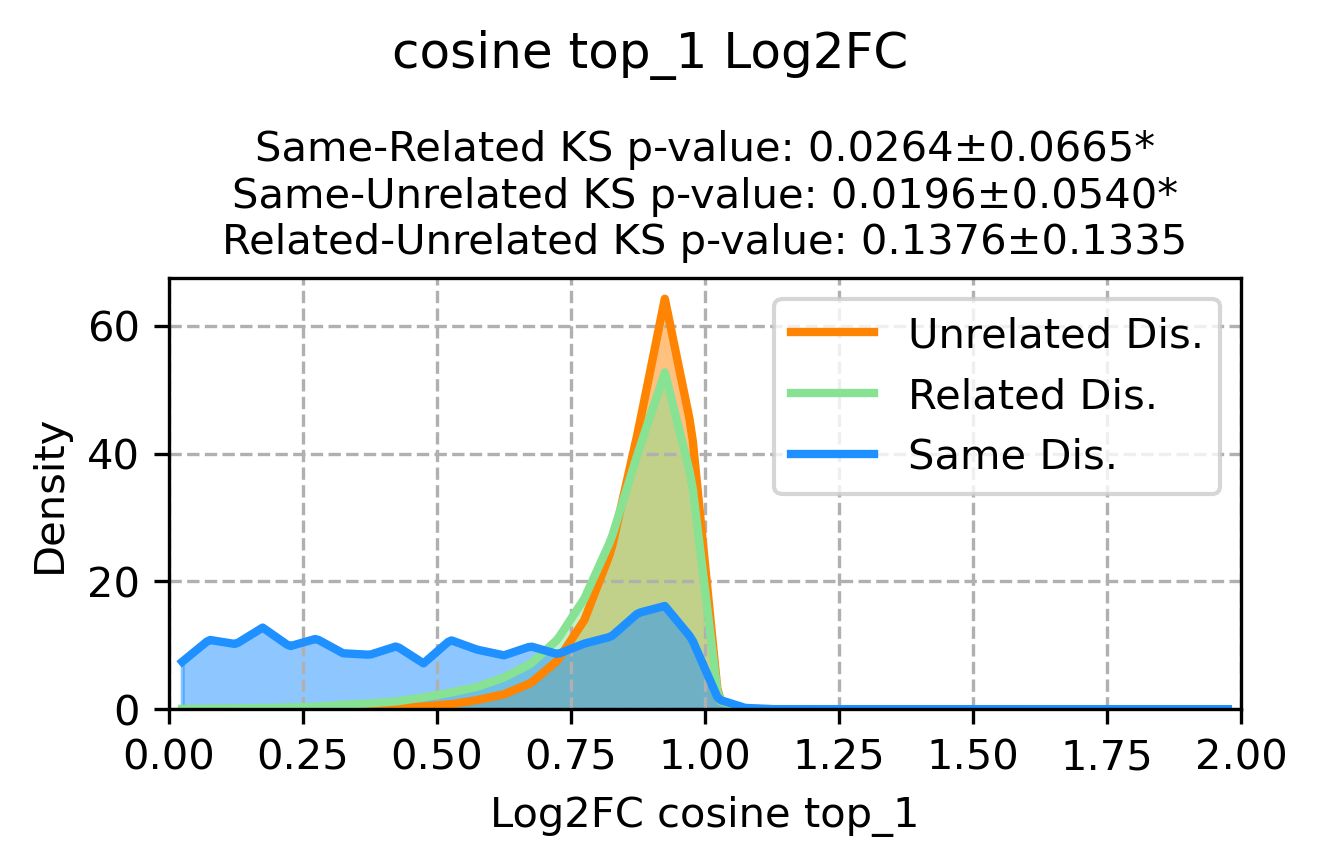 cosine top_1 Log2FC
Same-Related KS p-value: 0.0264±0.0665*
Same-Unrelated KS p-value: 0.0196±0.0540*
Related-Unrelated KS p-value: 0.1376±0.1335
Unrelated Dis.
Related Dis.
Same Dis.
Density
60
40
20
0
0.00 0.25 0.50 0.75 1.00 1.25 1.50 1.75 2.00
Log2FC cosine top_1